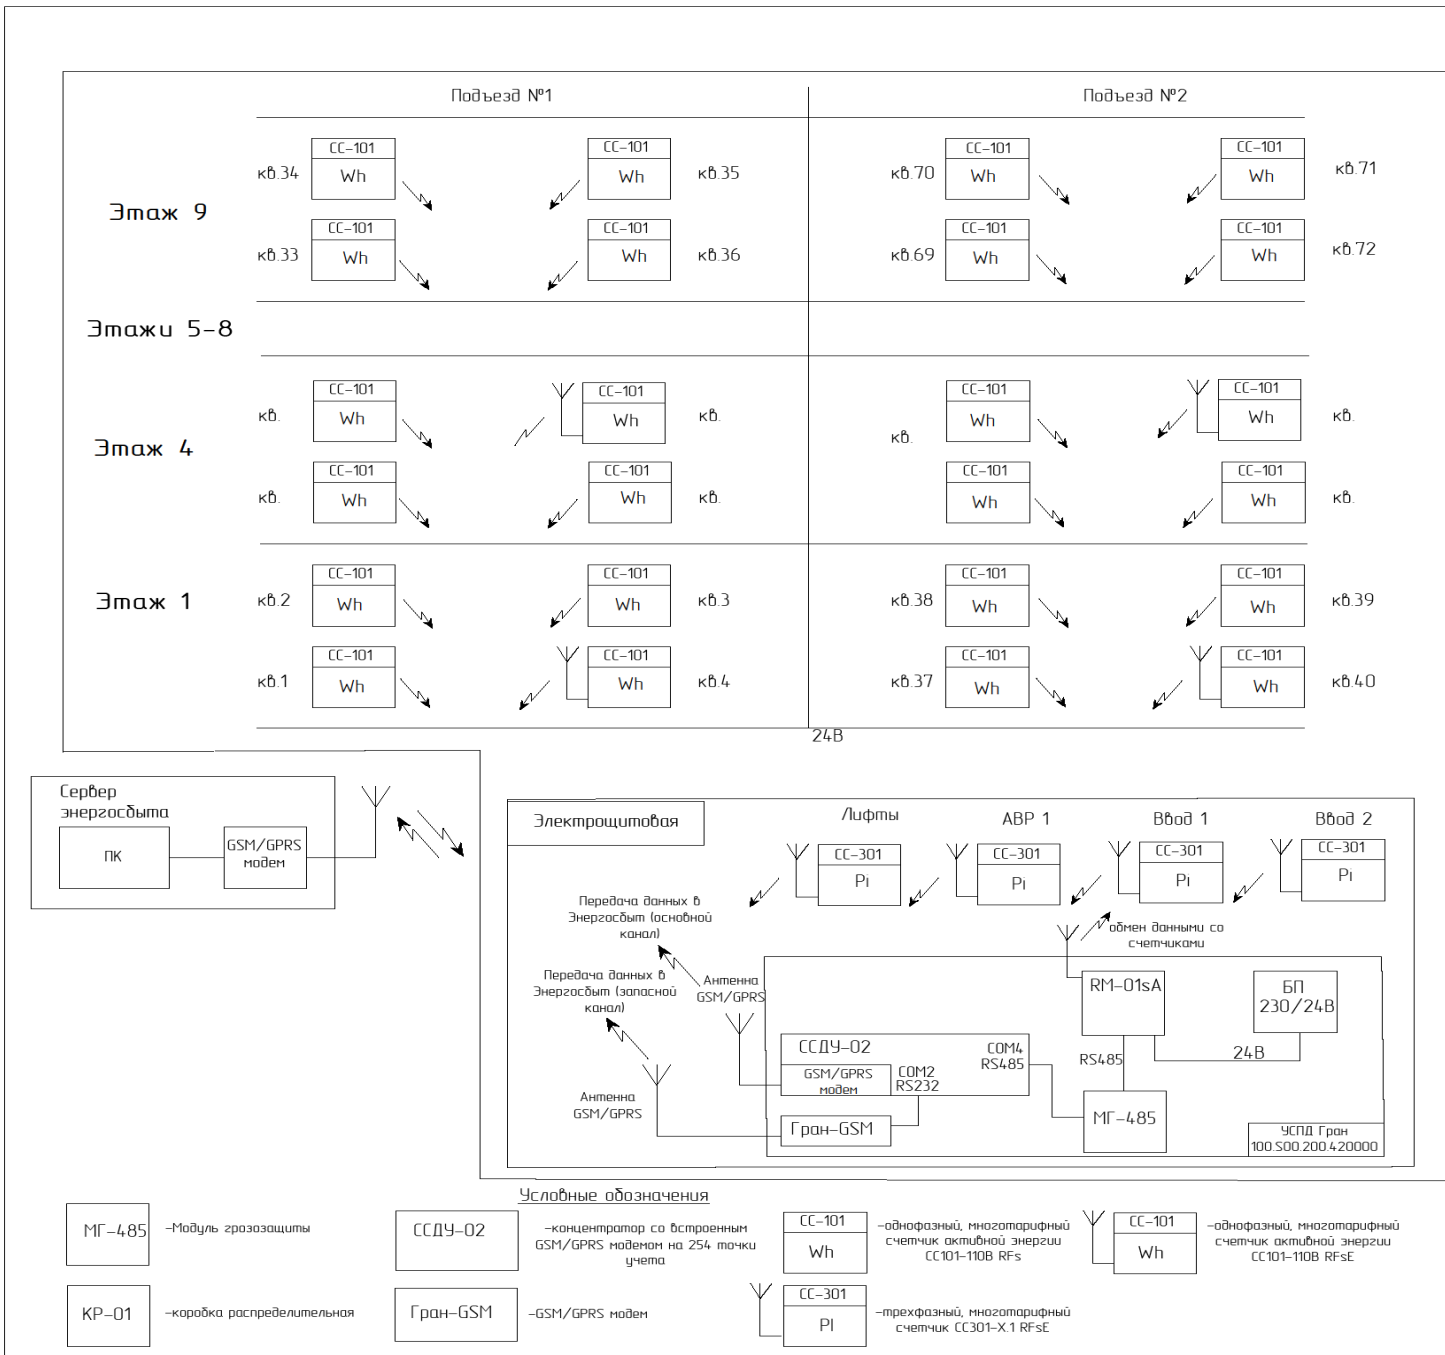 Подъезд №1
Подъезд №2
Этаж 9
кв.34
СС-101
Wh
СС-101
Wh
кв.35
кв.70
СС-101
Wh
СС-101
Wh
кв.71
кв.33
СС-101
Wh
СС-101
Wh
кв.36
кв.69
СС-101
Wh
СС-101
Wh
кв.72
Этажи 5-8
Этаж 4
кв.
СС-101
Wh
СС-101
Wh
кв.
кв.
СС-101
Wh
СС-101
Wh
кв.
кв.
СС-101
Wh
СС-101
Wh
кв.
СС-101
Wh
СС-101
Wh
кв.
Этаж 1
кв.2
СС-101
Wh
СС-101
Wh
кв.3
кв.38
СС-101
Wh
СС-101
Wh
кв.39
кв.1
СС-101
Wh
СС-101
Wh
кв.4
кв.37
СС-101
Wh
СС-101
Wh
кв.40
24В
Сервер
энергосбыта
ПК
GSM/GPRS
модем
Электрощитовая
Лифты
АВР 1
Ввод 1
Ввод 2
СС-301
Pi
СС-301
Pi
СС-301
Pi
СС-301
Pi
Передача данных в
Энергосбыт (основной
канал)
обмен данными со
счетчиками
Передача данных в
Энергосбыт (запасной
канал)
Антенна
GSM/GPRS
RM-01sA
БП
230/24В
ССДУ-02
GSM/GPRS
модем
COM2
RS232
COM4
RS485
RS485
24В
Антенна
GSM/GPRS
Гран-GSM
МГ-485
УСПД Гран
100.S00.200.420000
Условные обозначения
МГ-485
-Модуль грозозащиты
ССДУ-02
-концентратор со встроенным
GSM/GPRS модемом на 254 точки
учета
СС-101
Wh
-однофазный, многотарифный
счетчик активной энергии
СС101-110В RFs
СС-101
Wh
-однофазный, многотарифный
счетчик активной энергии
СС101-110В RFsE
КР-01
-коробка распределительная
Гран-GSM
-GSM/GPRS модем
СС-301
PI
-трехфазный, многотарифный
счетчик СС301-Х.1 RFsE